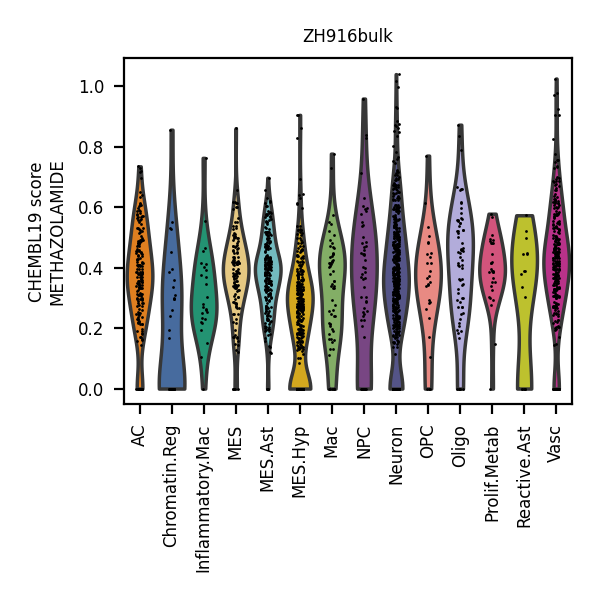 ZH916bulk
CHEMBL19 score
METHAZOLAMIDE
1.0
0.8
0.6
0.4
0.2
0.0
AC
Chromatin.Reg
Inflammatory.Mac
MES
MES.Ast
MES.Hyp
Mac
NPC
Neuron
OPC
Oligo
Prolif.Metab
Reactive.Ast
Vasc